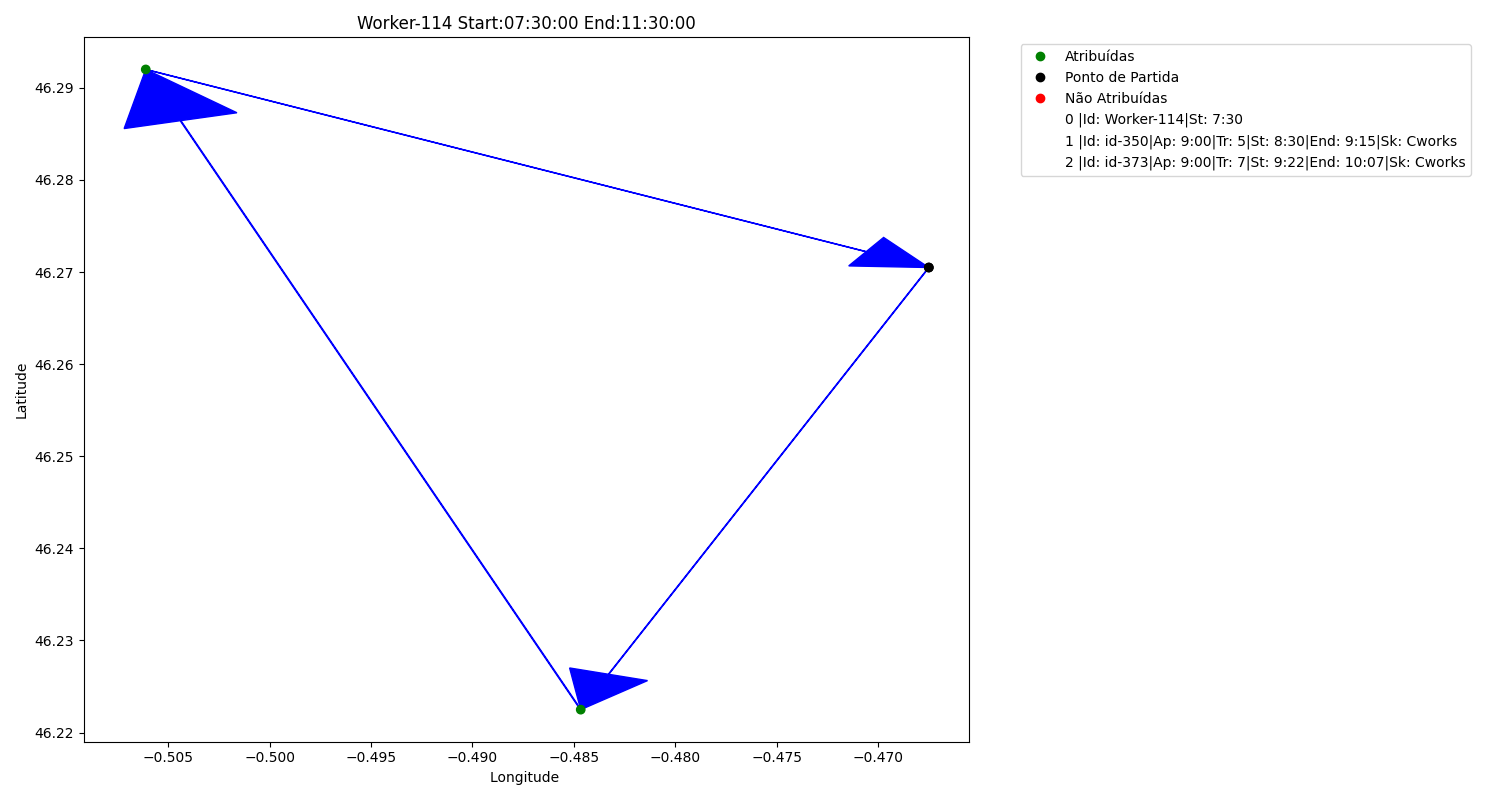 Worker-114 Start:07:30:00 End:11:30:00
Atribuídas
Ponto de Partida
Não Atribuídas
0 |Id: Worker-114|St: 7:30
1 |Id: id-350|Ap: 9:00|Tr: 5|St: 8:30|End: 9:15|Sk: Cworks
2 |Id: id-373|Ap: 9:00|Tr: 7|St: 9:22|End: 10:07|Sk: Cworks
Latitude
46.29
46.28
46.27
46.26
46.25
46.24
46.23
46.22
−0.505 −0.500 −0.495 −0.490 −0.485 −0.480 −0.475 −0.470
Longitude